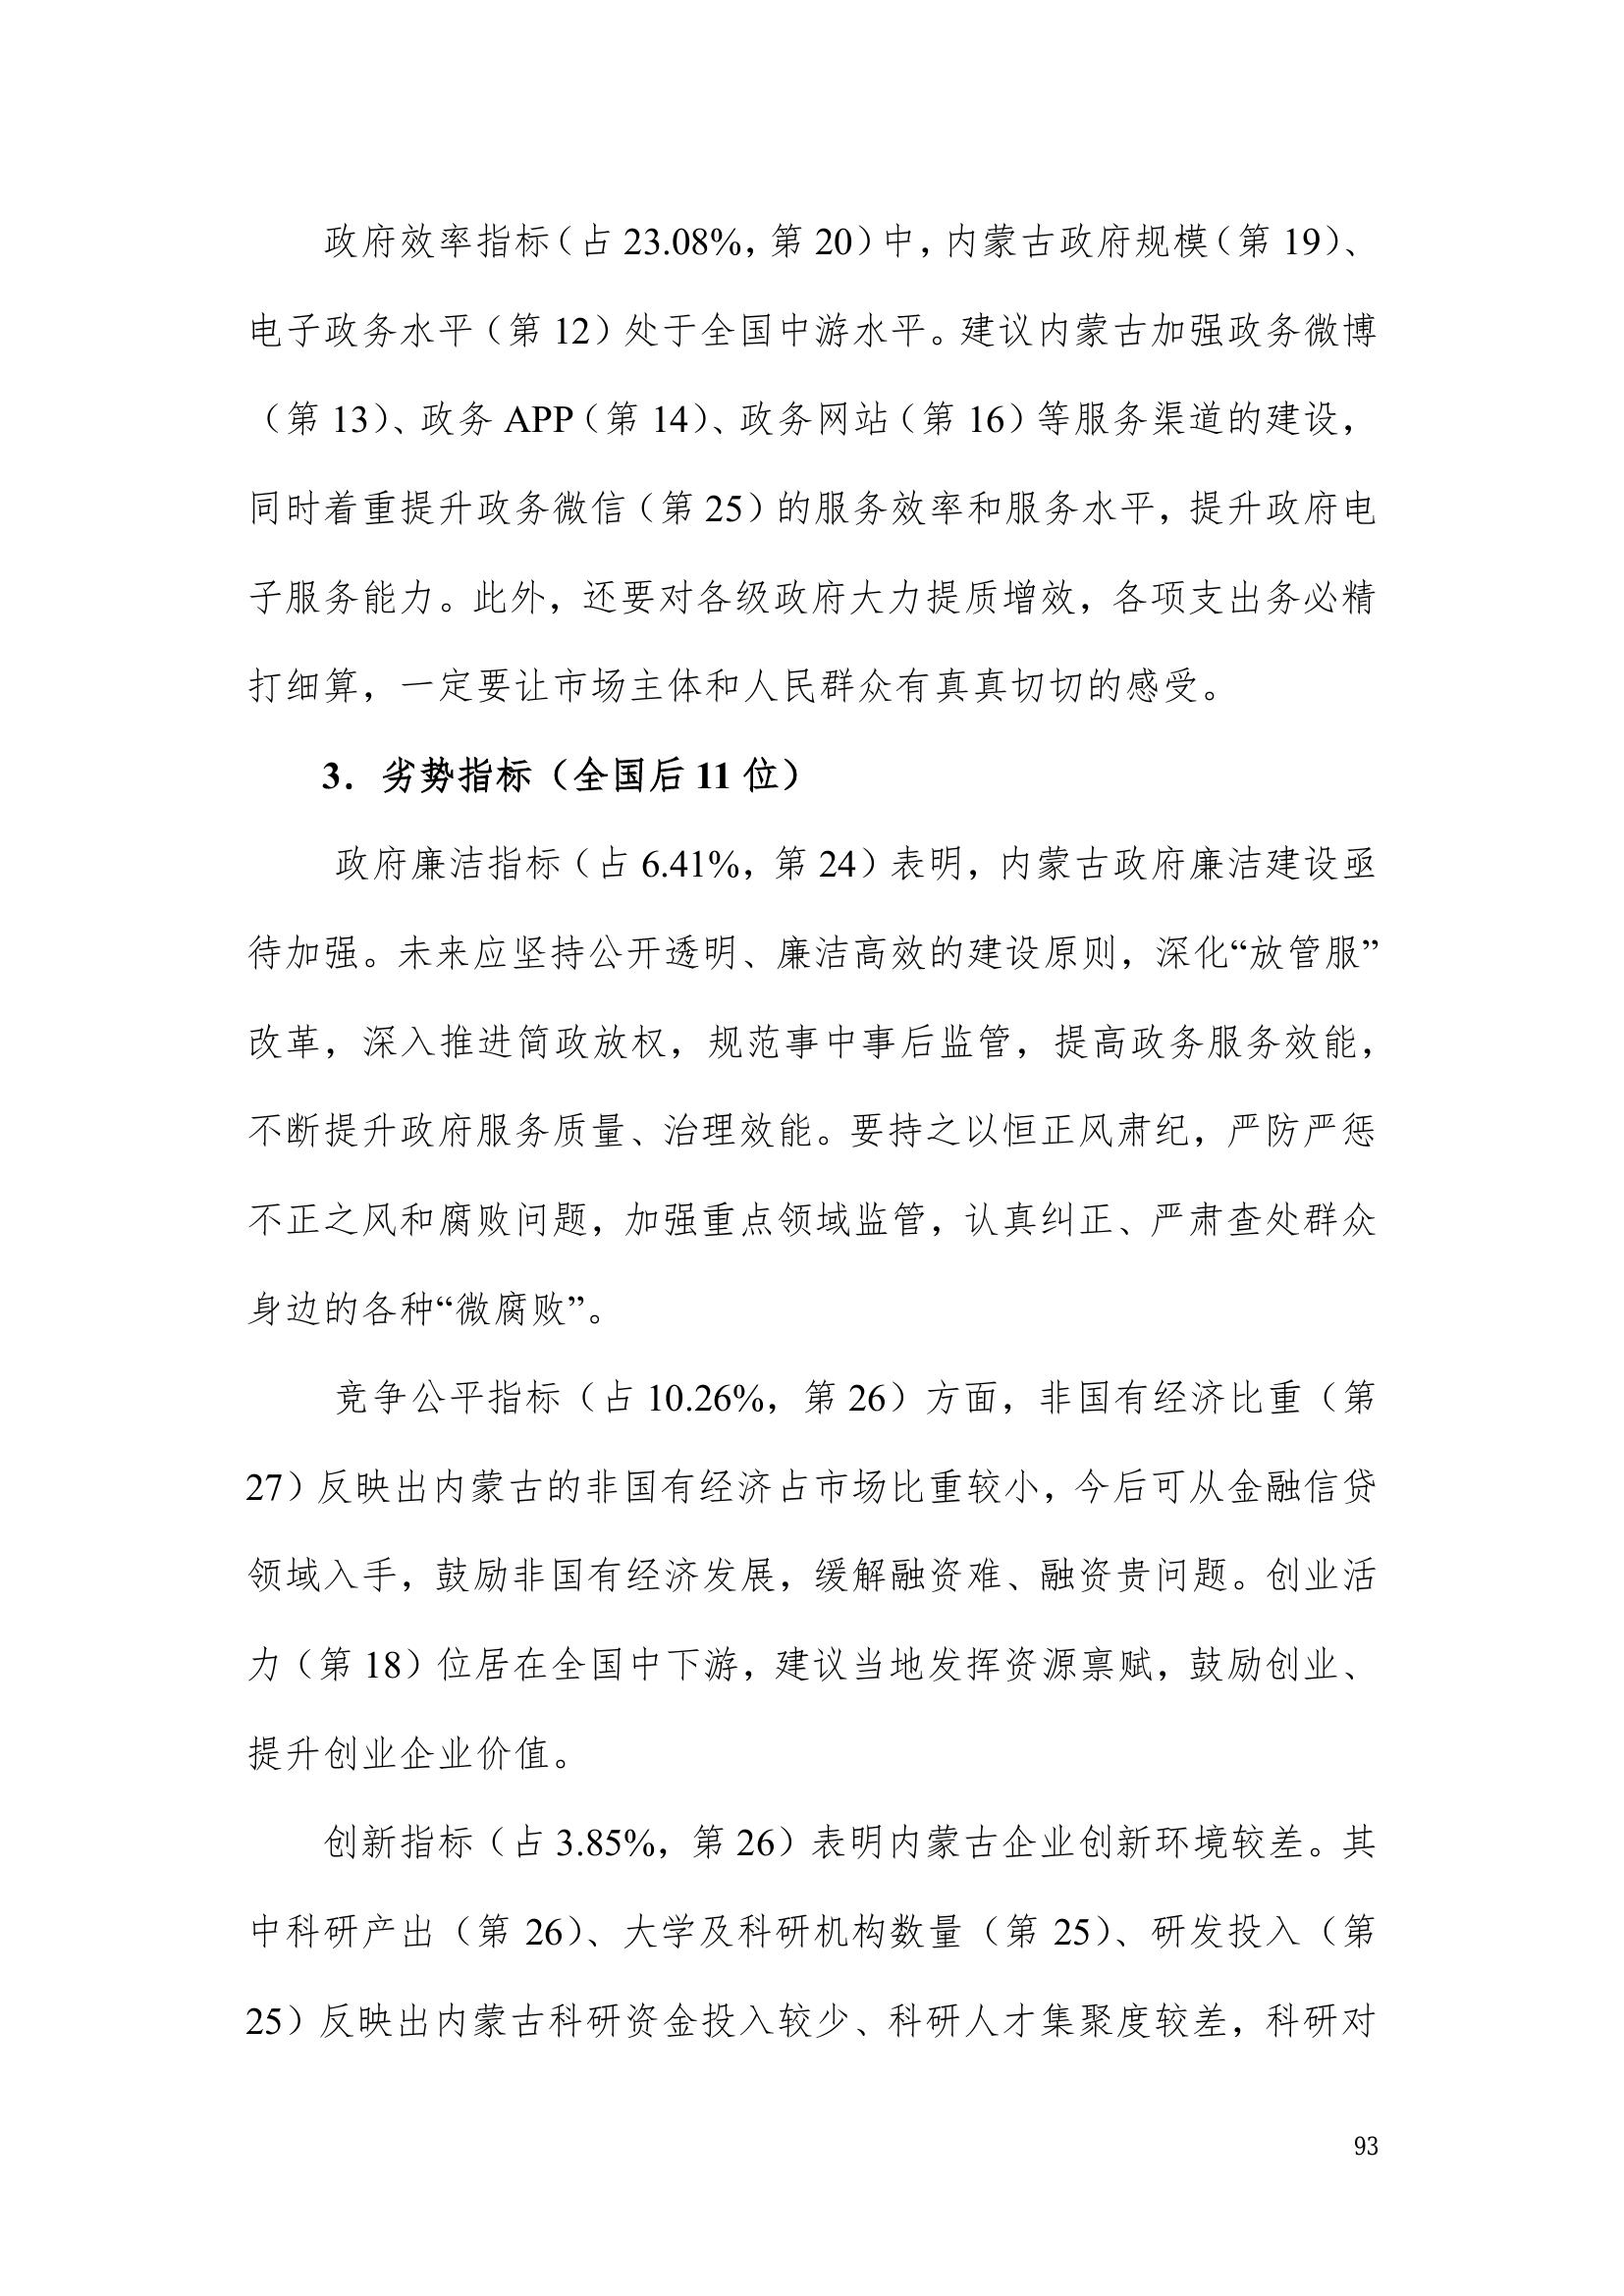 政府效率指标（占 23.08%，第 20）中，内蒙古政府规模（第 19）、
电子政务水平（第 12）处于全国中游水平。建议内蒙古加强政务微博
（第 13）、政务 APP（第 14）、政务网站（第 16）等服务渠道的建设，
同时着重提升政务微信（第 25）的服务效率和服务水平，提升政府电
子服务能力。此外，还要对各级政府大力提质增效，各项支出务必精
打细算，一定要让市场主体和人民群众有真真切切的感受。
3．劣势指标（全国后 11 位）
政府廉洁指标（占 6.41%，第 24）表明，内蒙古政府廉洁建设亟
待加强。未来应坚持公开透明、廉洁高效的建设原则，深化“放管服”
改革，深入推进简政放权，规范事中事后监管，提高政务服务效能，
不断提升政府服务质量、治理效能。要持之以恒正风肃纪，严防严惩
不正之风和腐败问题，加强重点领域监管，认真纠正、严肃查处群众
身边的各种“微腐败”。
竞争公平指标（占 10.26%，第 26）方面，非国有经济比重（第
27）反映出内蒙古的非国有经济占市场比重较小，今后可从金融信贷
领域入手，鼓励非国有经济发展，缓解融资难、融资贵问题。创业活
力（第 18）位居在全国中下游，建议当地发挥资源禀赋，鼓励创业、
提升创业企业价值。
创新指标（占 3.85%，第 26）表明内蒙古企业创新环境较差。其
中科研产出（第 26）、大学及科研机构数量（第 25）、研发投入（第
25）反映出内蒙古科研资金投入较少、科研人才集聚度较差，科研对
93